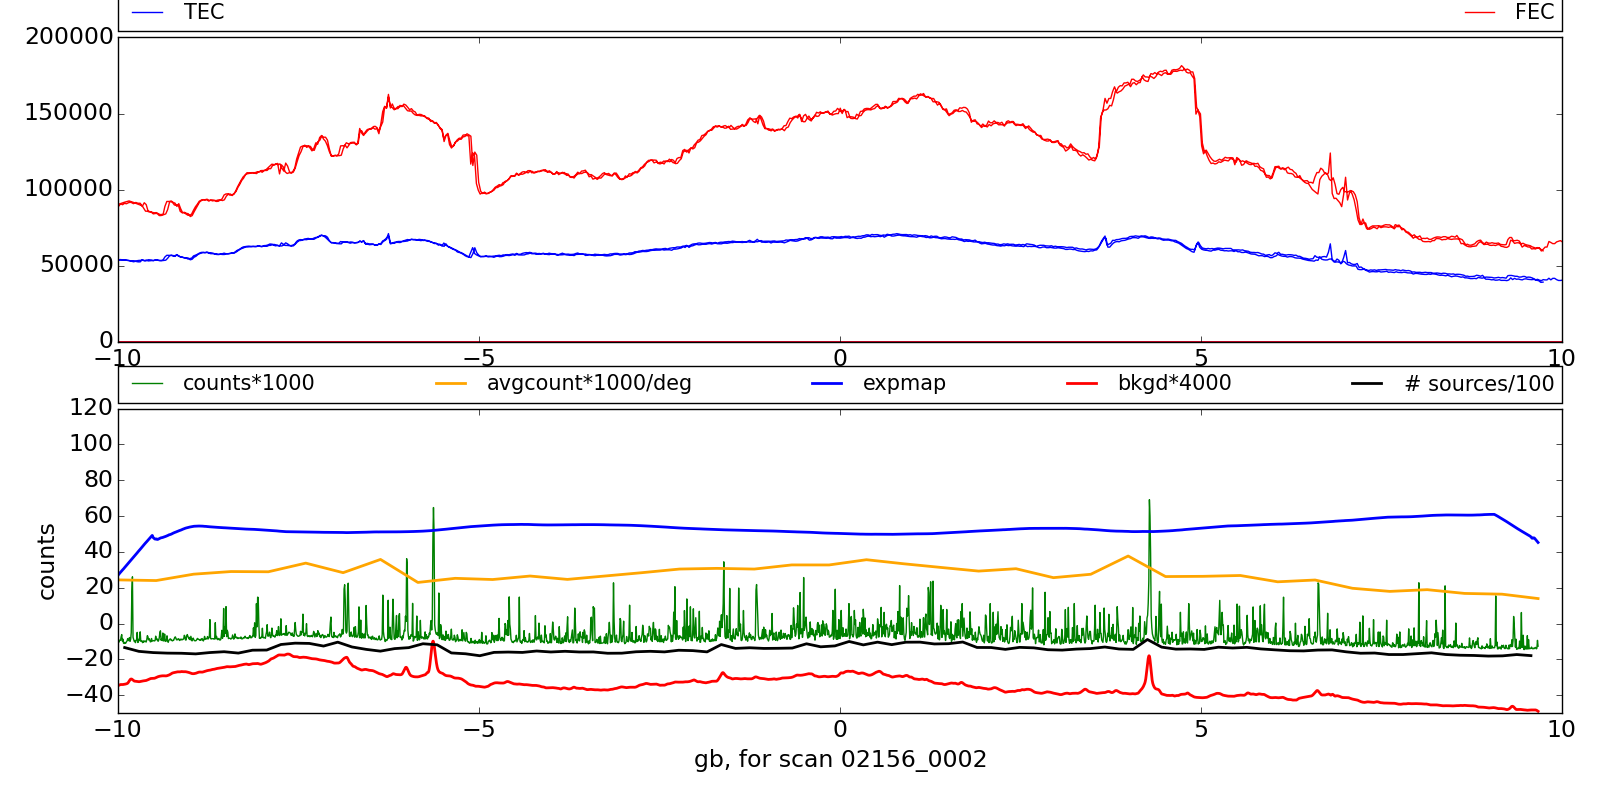 TEC FEC
200000
150000
100000
50000
0
−10 −5 0 5 10
counts*1000 avgcount*1000/deg expmap bkgd*4000 # sources/100
120
100
80
60
40
20
0
−20
−40
counts
−10 −5 0 5 10
gb, for scan 02156_0002